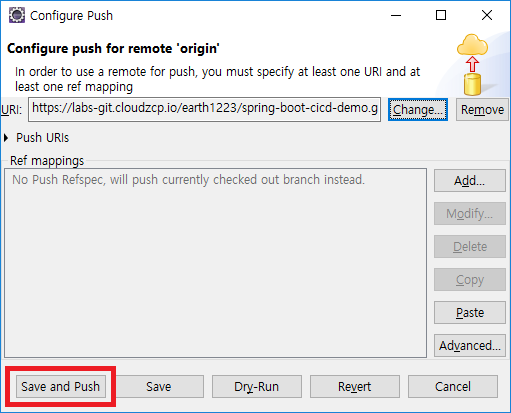 Configure Push
Configure push for remote 'origin'
In order to use a remote for push, you must specify at least one URI and at
least one ref mapping
URI: https://labs-git.cloudzcp.io/earth1223/spring-boot-cicd-demo.g Change... Remove
Push URIs
Ref mappings
No Push Refspec, will push currently checked out branch instead.
Add...
Modify...
Delete
Copy
Paste
Advanced...
Save and Push Save Dry-Run Revert Cancel